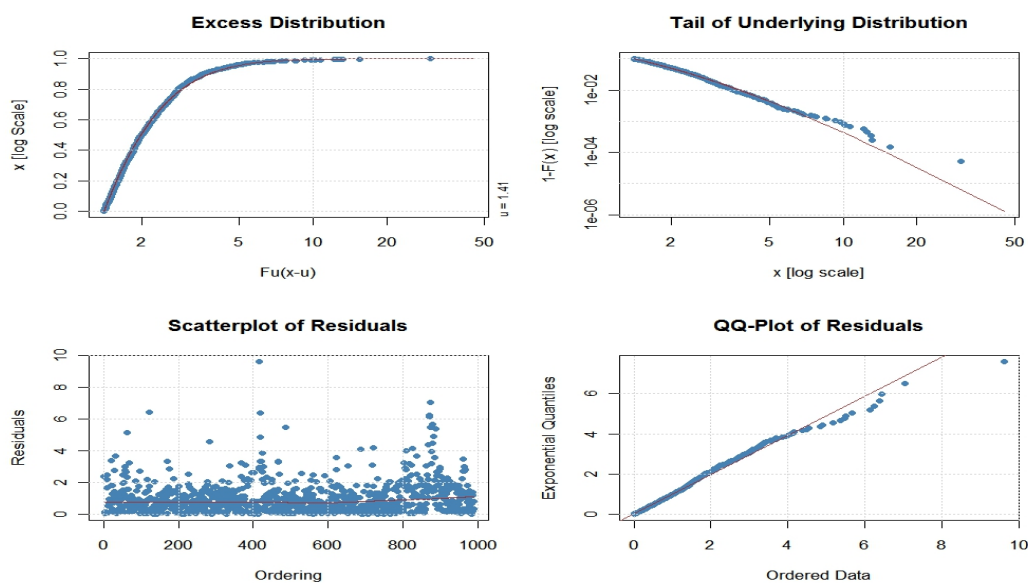 Excess Distribution
x [log Scale]
0.0 0.2 0.4 0.6 0.8 1.0
2 5 10 20 50
Fu(x-u)
u = 1.41
Tail of Underlying Distribution
1-F(x) [log scale]
1e-06 1e-04 1e-02
2 5 10 20 50
x [log scale]
Scatterplot of Residuals
Residuals
10
8
6
4
2
0
0 200 400 600 800 1000
Ordering
QQ-Plot of Residuals
Exponential Quantiles
6
4
2
0
0 2 4 6 8 10
Ordered Data